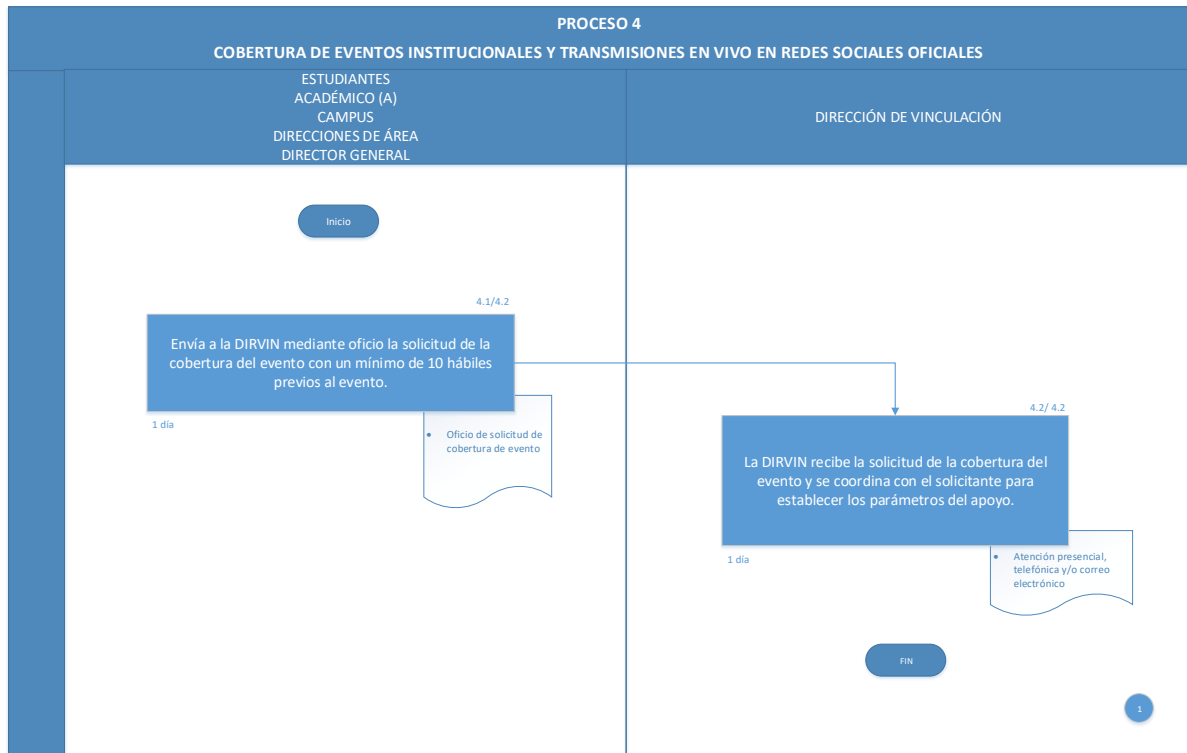 PROCESO 4
COBERTURA DE EVENTOS INSTITUCIONALES Y TRANSMISIONES EN VIVO EN REDES SOCIALES OFICIALES
ESTUDIANTES
ACADÉMICO (A)
CAMPUS
DIRECCIONES DE ÁREA
DIRECTOR GENERAL
DIRECCIÓN DE VINCULACIÓN
Inicio
4.1/4.2
Envía a la DIRVIN mediante oficio la solicitud de la
cobertura del evento con un mínimo de 10 hábiles
previos al evento.
1 día
• Oficio de solicitud de
cobertura de evento
4.2/ 4.2
La DIRVIN recibe la solicitud de la cobertura del
evento y se coordina con el solicitante para
establecer los parámetros del apoyo.
1 día
• Atención presencial,
telefónica y/o correo
electrónico
FIN
1